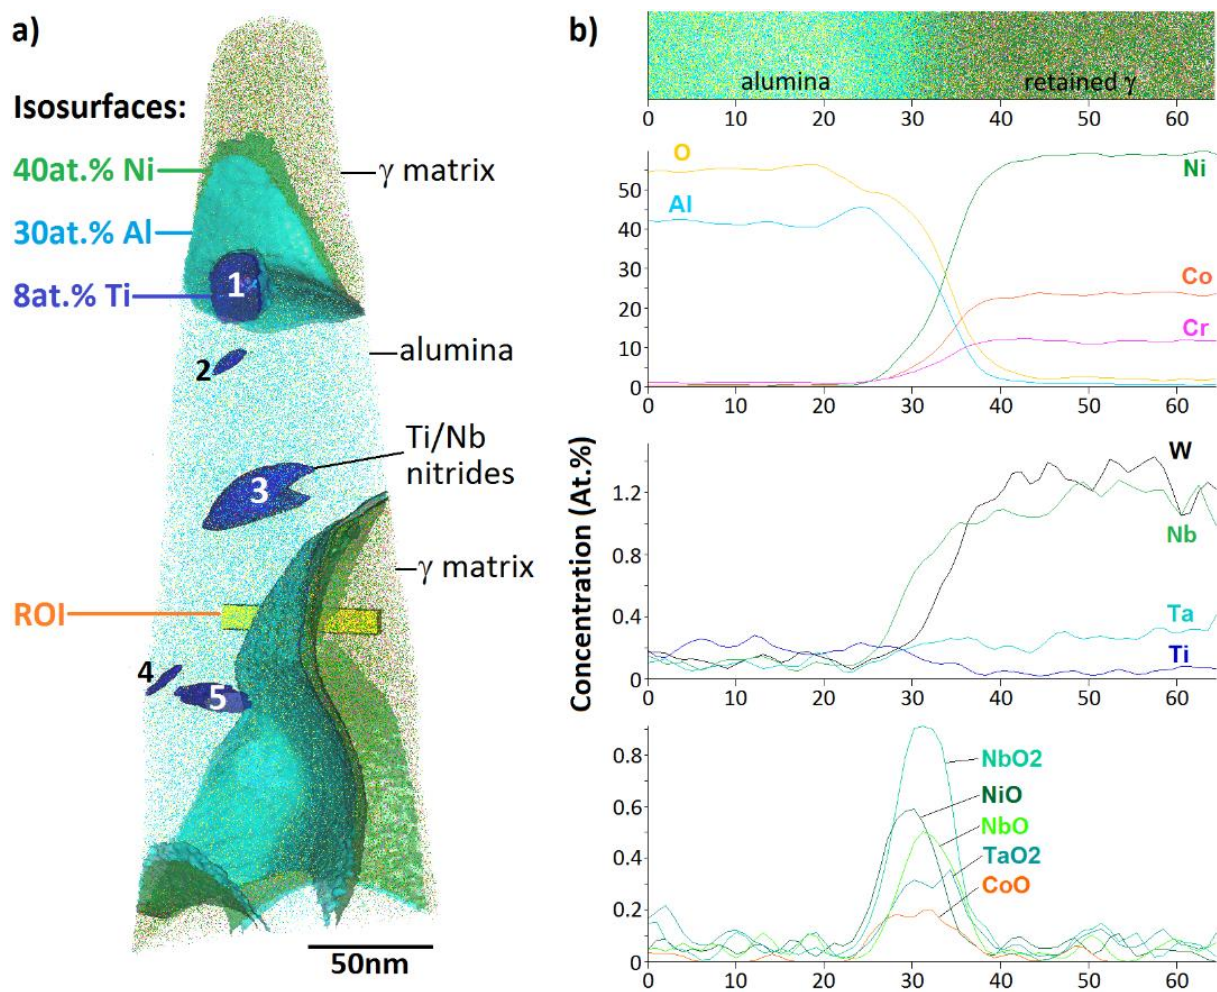 a)
Isosurfaces:
40at.% Ni
30at.% Al
8at.% Ti
γ matrix
1
alumina
2
Ti/Nb
nitrides
3
γ matrix
ROI
4
5
50nm
b)
alumina
retained γ
0 10 20 30 40 50 60
O
Ni
Al
Co
Cr
50
40
30
20
10
0
0 10 20 30 40 50 60
Concentration (At.%)
W
Nb
Ta
Ti
1.2
0.8
0.4
0
0 10 20 30 40 50 60
NbO2
NiO
NbO
TaO2
CoO
0.8
0.6
0.4
0.2
0
0 10 20 30 40 50 60